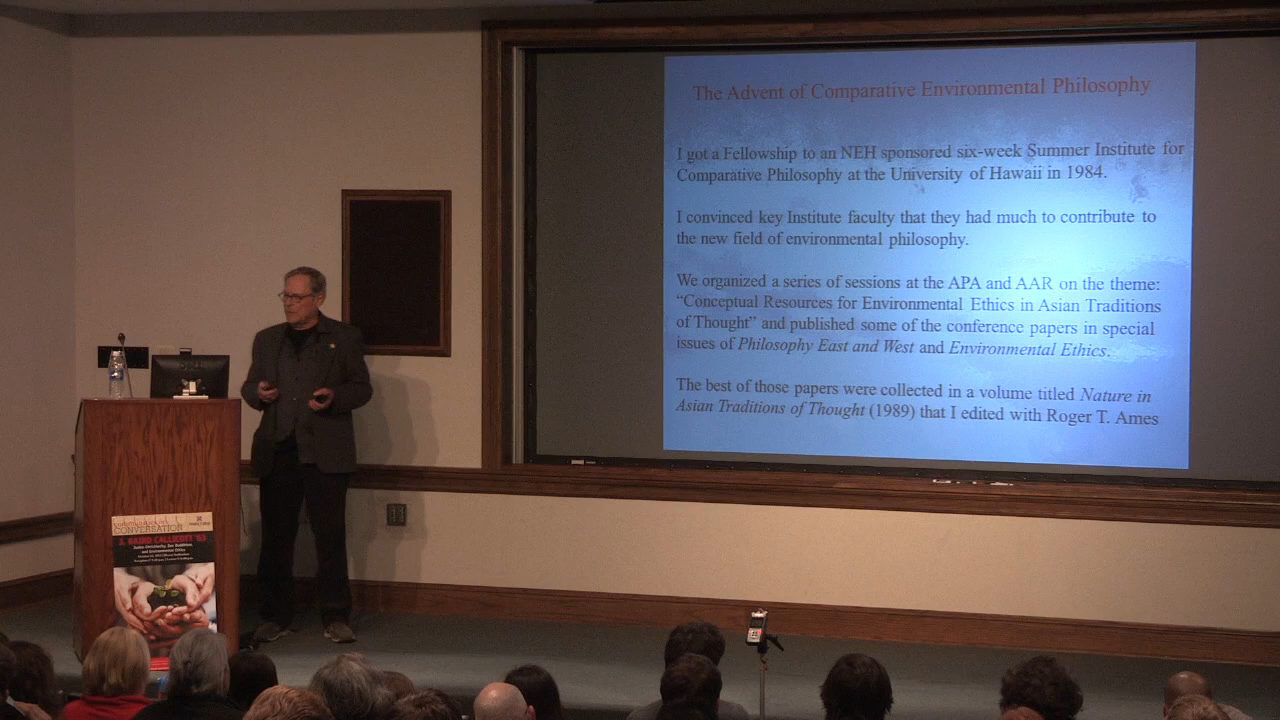 The Advent of Comparative Environmental Philosophy
I got a Fellowship to an NEH sponsored six-week Summer Institute for
Comparative Philosophy at the University of Hawaii in 1984.
I convinced key Institute faculty that they had much to contribute to
the new field of environmental philosophy.
We organized a series of sessions at the APA and AAR on the theme:
“Conceptual Resources for Environmental Ethics in Asian Traditions
of Thought” and published some of the conference papers in special
issues of Philosophy East and West and Environmental Ethics.
The best of those papers were collected in a volume titled Nature in
Asian Traditions of Thought (1989) that I edited with Roger T. Ames
CONVERSATION
J. BAIRD CALLICOTT '63
and Environmental Ethics